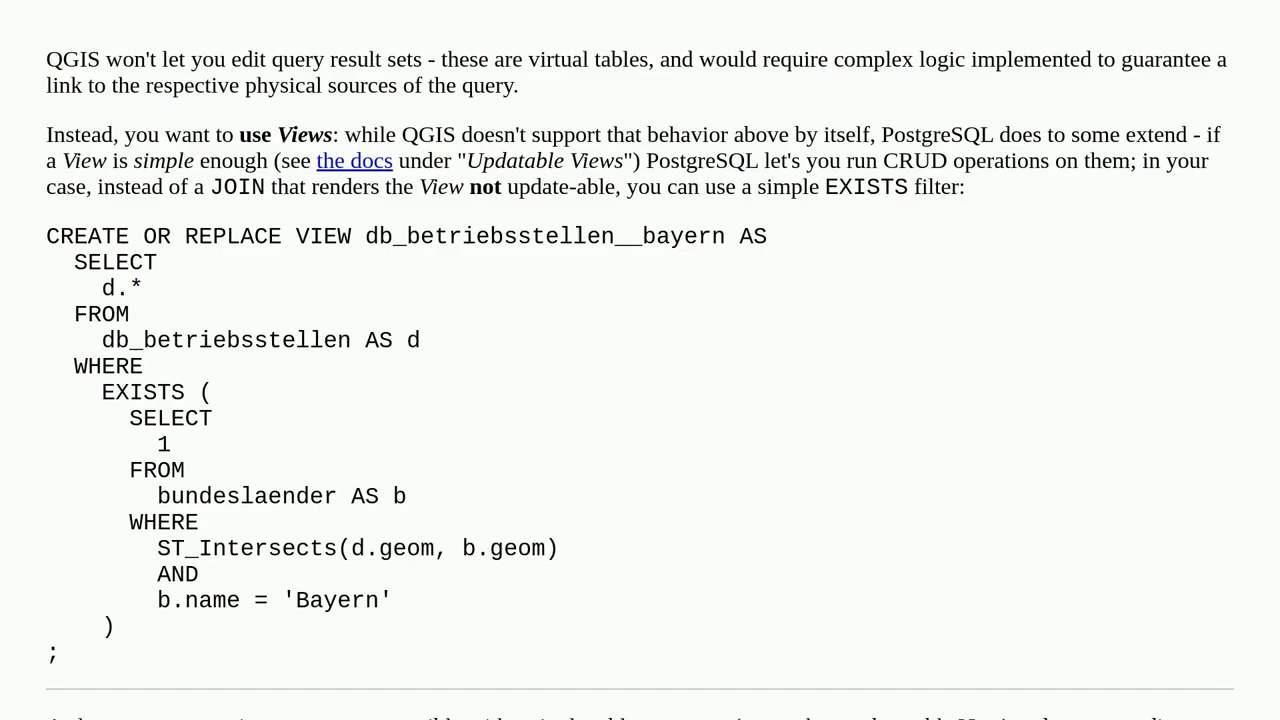 QGIS won't let you edit query result sets - these are virtual tables, and would require complex logic implemented to guarantee a
link to the respective physical sources of the query.
Instead, you want to use Views: while QGIS doesn't support that behavior above by itself, PostgreSQL does to some extend - if
a View is simple enough (see the docs under "Updatable Views") PostgreSQL let's you run CRUD operations on them; in your
case, instead of a JOIN that renders the View not update-able, you can use a simple EXISTS filter:
CREATE OR REPLACE VIEW db_betriebsstellen__bayern AS
  SELECT
    d.*
  FROM
    db_betriebsstellen AS d
  WHERE
    EXISTS (
      SELECT
        1
      FROM
        bundeslaender AS b
      WHERE
        ST_Intersects(d.geom, b.geom)
        AND
        b.name = 'Bayern'
    )
;